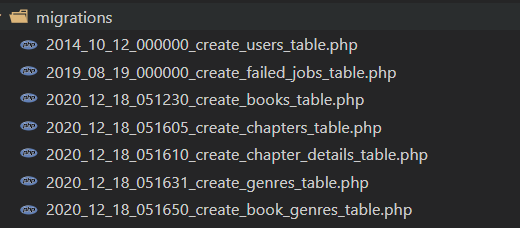 migrations
2014_10_12_000000_create_users_table.php
2019_08_19_000000_create_failed_jobs_table.php
2020_12_18_051230_create_books_table.php
2020_12_18_051605_create_chapters_table.php
2020_12_18_051610_create_chapter_details_table.php
2020_12_18_051631_create_genres_table.php
2020_12_18_051650_create_book_genres_table.php